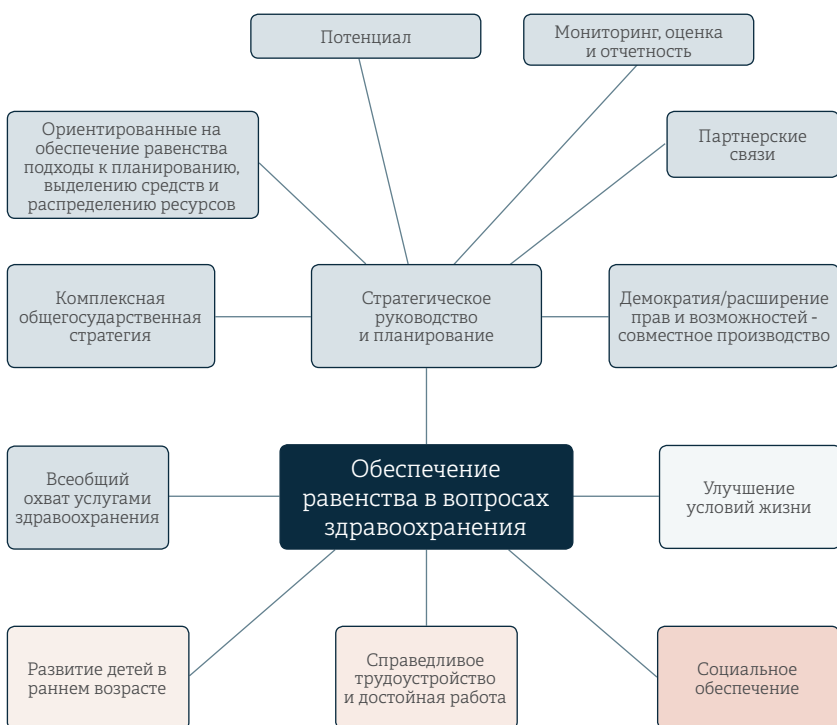 Потенциал
Мониторинг, оценка
и отчетность
Ориентированные на
обеспечение равенства
подходы к планированию,
выделению средств и
распределению ресурсов
Партнерские
связи
Комплексная
общегосударственная
стратегия
Стратегическое
руководство
и планирование
Демократия/расширение
прав и возможностей -
совместное производство
Всеобщий
охват услугами
здравоохранения
Обеспечение
равенства в вопросах
здравоохранения
Улучшение
условий жизни
Развитие детей в
раннем возрасте
Справедливое
трудоустройство
и достойная работа
Социальное
обеспечение